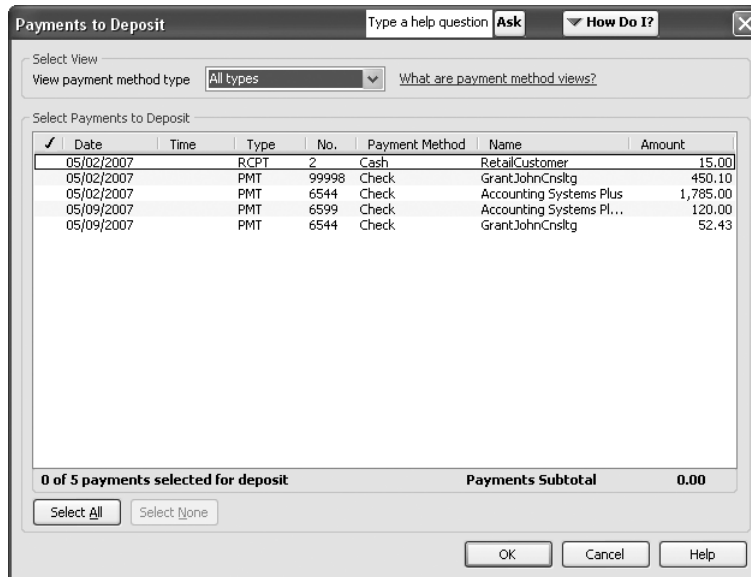 Payments to Deposit Type a help question Ask How Do I?
Select View
View payment method type All types What are payment method views?
Select Payments to Deposit
✓ Date Time Type No. Payment Method Name Amount
05/02/2007 RCPT 2 Cash RetailCustomer 15.00
05/02/2007 PMT 99998 Check GrantJohnCnsltg 450.10
05/02/2007 PMT 6544 Check Accounting Systems Plus 1,785.00
05/09/2007 PMT 6599 Check Accounting Systems Pl... 120.00
05/09/2007 PMT 6544 Check GrantJohnCnsltg 52.43
0 of 5 payments selected for deposit Payments Subtotal 0.00
Select All Select None
OK Cancel Help